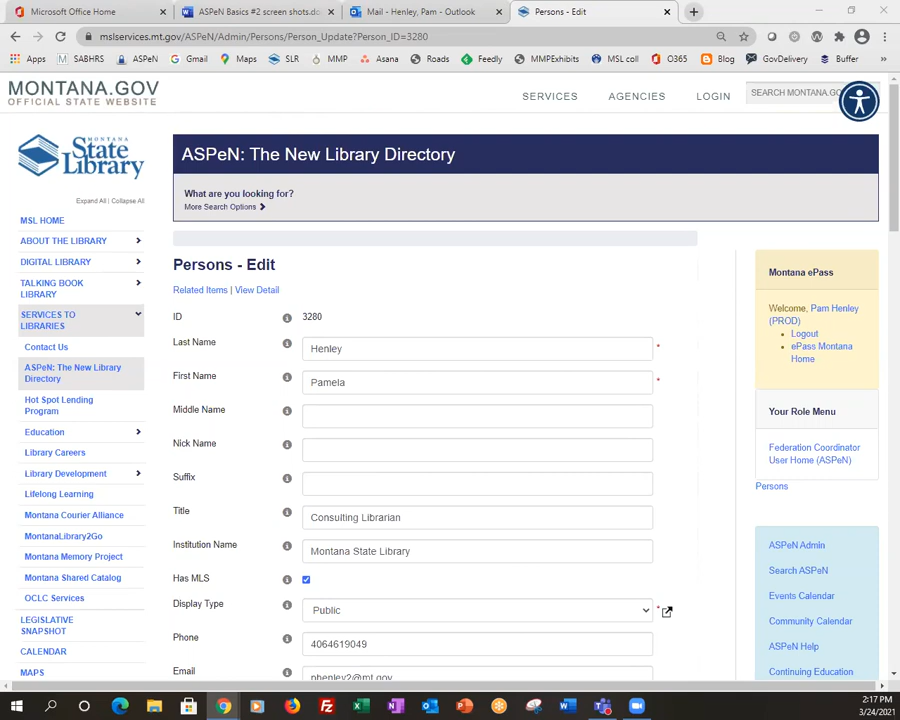 Microsoft Office Home
ASPeN Basics #2 screen shots.do
Mail - Henley, Pam - Outlook
Persons - Edit
mslservices.mt.gov/ASPeN/Admin/Persons/Person_Update?Person_ID=3280
Apps SABHRS ASPeN Gmail Maps SLR MMP Asana Roads Feedly MMPExhibits MSL coll O365 Blog GovDelivery Buffer
MONTANA.GOV
OFFICIAL STATE WEBSITE
SERVICES AGENCIES LOGIN SEARCH MONTANA.GO
MONTANA
State
Library
Expand All | Collapse All
MSL HOME
ABOUT THE LIBRARY
DIGITAL LIBRARY
TALKING BOOK
LIBRARY
SERVICES TO
LIBRARIES
Contact Us
ASPeN: The New Library
Directory
Hot Spot Lending
Program
Education
Library Careers
Library Development
Lifelong Learning
Montana Courier Alliance
MontanaLibrary2Go
Montana Memory Project
Montana Shared Catalog
OCLC Services
LEGISLATIVE
SNAPSHOT
CALENDAR
MAPS
ASPeN: The New Library Directory
What are you looking for?
More Search Options
Persons - Edit
Related Items | View Detail
ID 3280
Last Name Henley *
First Name Pamela *
Middle Name
Nick Name
Suffix
Title Consulting Librarian
Institution Name Montana State Library
Has MLS
Display Type Public *
Phone 4064619049
Email phenley2@mt.gov
Montana ePass
Welcome, Pam Henley
(PROD)
Logout
ePass Montana
Home
Your Role Menu
Federation Coordinator
User Home (ASPeN)
Persons
ASPeN Admin
Search ASPeN
Events Calendar
Community Calendar
ASPeN Help
Continuing Education
2:17 PM
3/24/2021